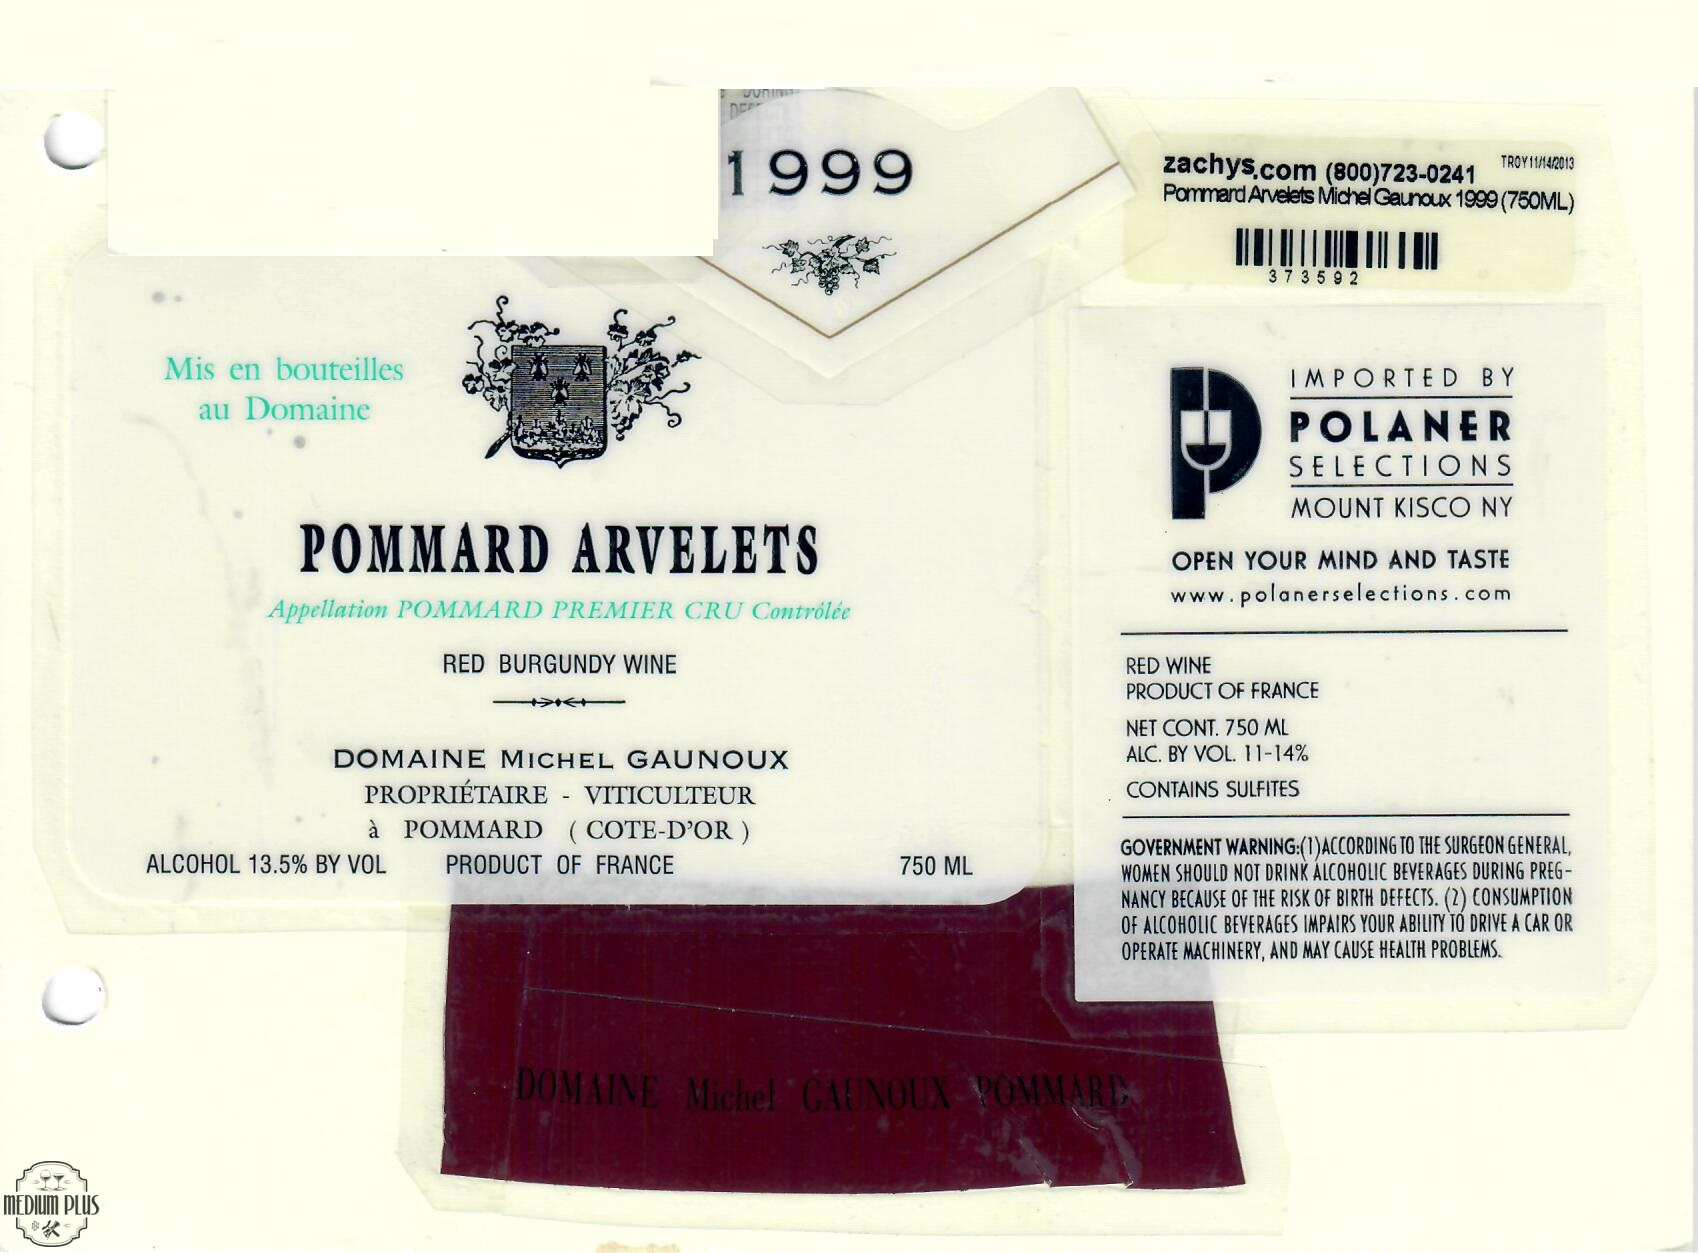 DURING
1999
zachys.com (800)723-0241
TROY11/14/2013
Pommard Arvelets Michel Gaunoux 1999 (750ML)
373592
Mis en bouteilles
au Domaine
POMMARD ARVELETS
Appellation POMMARD PREMIER CRU Contrôlée
RED BURGUNDY WINE
DOMAINE MICHEL GAUNOUX
PROPRIÉTAIRE - VITICULTEUR
à POMMARD ( COTE-D'OR )
ALCOHOL 13.5% BY VOL PRODUCT OF FRANCE 750 ML
IMPORTED BY
POLANER
SELECTIONS
MOUNT KISCO NY
OPEN YOUR MIND AND TASTE
www.polanerselections.com
RED WINE
PRODUCT OF FRANCE
NET CONT. 750 ML
ALC. BY VOL. 11-14%
CONTAINS SULFITES
GOVERNMENT WARNING:(1)ACCORDING TO THE SURGEON GENERAL,
WOMEN SHOULD NOT DRINK ALCOHOLIC BEVERAGES DURING PREG-
NANCY BECAUSE OF THE RISK OF BIRTH DEFECTS. (2) CONSUMPTION
OF ALCOHOLIC BEVERAGES IMPAIRS YOUR ABILITY TO DRIVE A CAR OR
OPERATE MACHINERY, AND MAY CAUSE HEALTH PROBLEMS.
DOMAINE Michel GAUNOUX POMMARD
MEDIUM PLUS